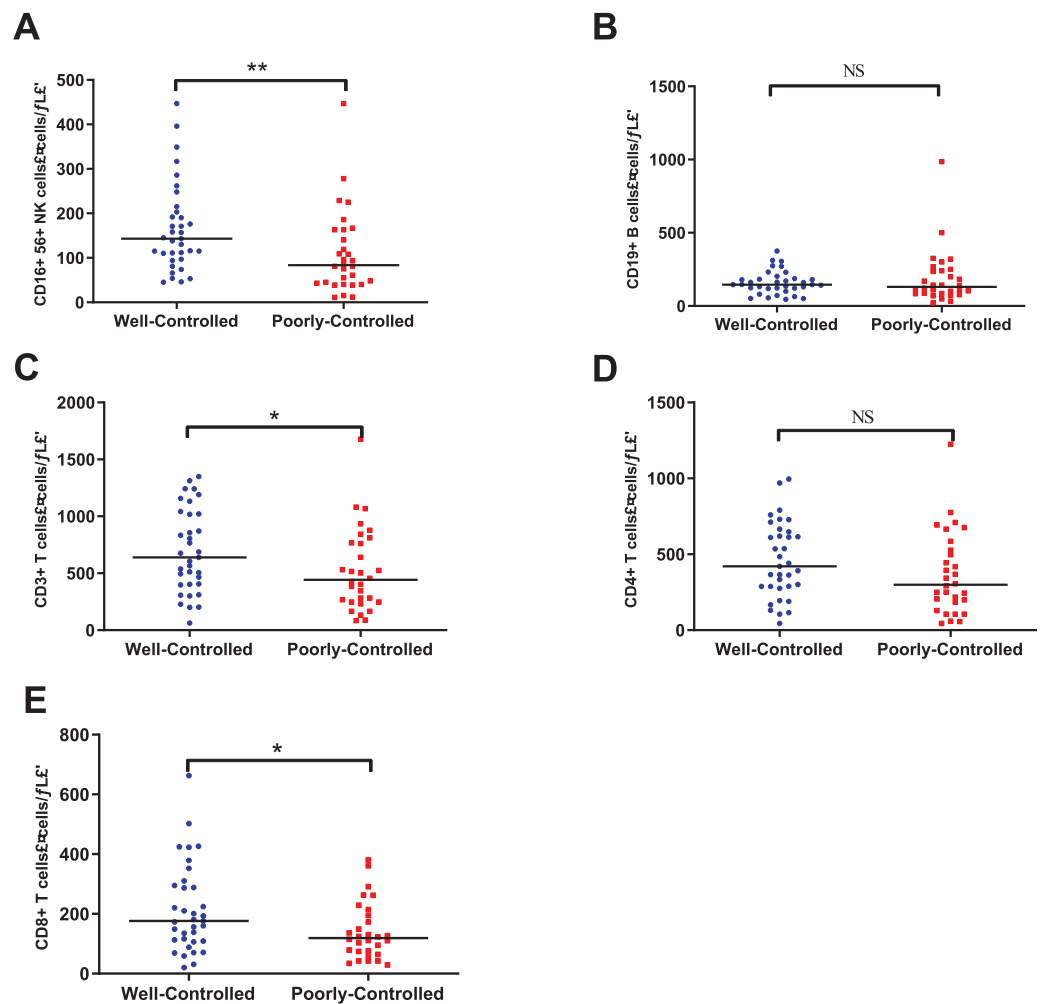 A
CD16+ 56+ NK cells£¤cells/ƒL£'
500
400
300
200
100
0
**
Well-Controlled
Poorly-Controlled
B
CD19+ B cells£¤cells/ƒL£'
1500
1000
500
0
NS
Well-Controlled
Poorly-Controlled
C
CD3+ T cells£¤cells/ƒL£'
2000
1500
1000
500
0
*
Well-Controlled
Poorly-Controlled
D
CD4+ T cells£¤cells/ƒL£'
1500
1000
500
0
NS
Well-Controlled
Poorly-Controlled
E
CD8+ T cells£¤cells/ƒL£'
800
600
400
200
0
*
Well-Controlled
Poorly-Controlled